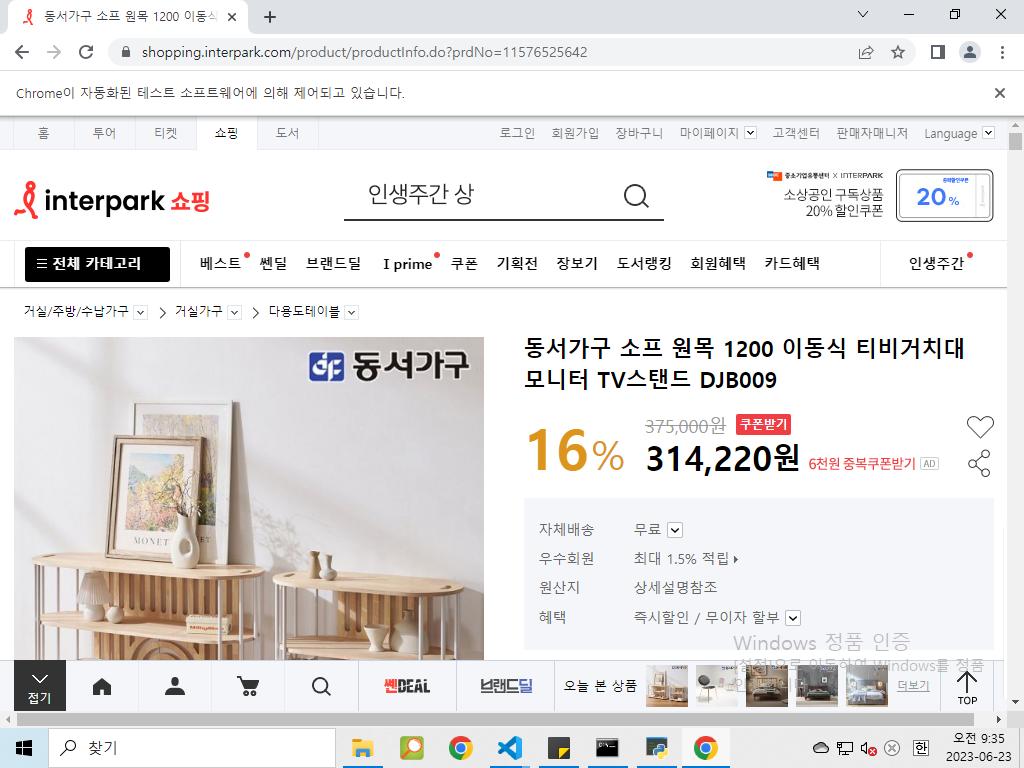 동서가구 소프 원목 1200 이동식
shopping.interpark.com/product/productInfo.do?prdNo=11576525642
Chrome이 자동화된 테스트 소프트웨어에 의해 제어되고 있습니다.
홈 투어 티켓 쇼핑 도서 로그인 회원가입 장바구니 마이페이지 고객센터 판매자매니저 Language
interpark 쇼핑
인생주간 상
중소기업유통센터 X INTERPARK
소상공인 구독상품
20% 할인쿠폰
중복할인쿠폰
20%
전체 카테고리 베스트 쎈딜 브랜드딜 I prime 쿠폰 기획전 장보기 도서랭킹 회원혜택 카드혜택 인생주간
거실/주방/수납가구 거실가구 다용도테이블
동서가구
MONET
동서가구 소프 원목 1200 이동식 티비거치대
모니터 TV스탠드 DJB009
16% 375,000원 쿠폰받기
314,220원 6천원 중복쿠폰받기 AD
자체배송 무료
우수회원 최대 1.5% 적립
원산지 상세설명참조
혜택 즉시할인 / 무이자 할부
Windows 정품 인증
[설정]으로 이동하여 Windows를 정품
접기 쎈DEAL 브랜드딜 오늘 본 상품 더보기 TOP
찾기
한
오전 9:35
2023-06-23